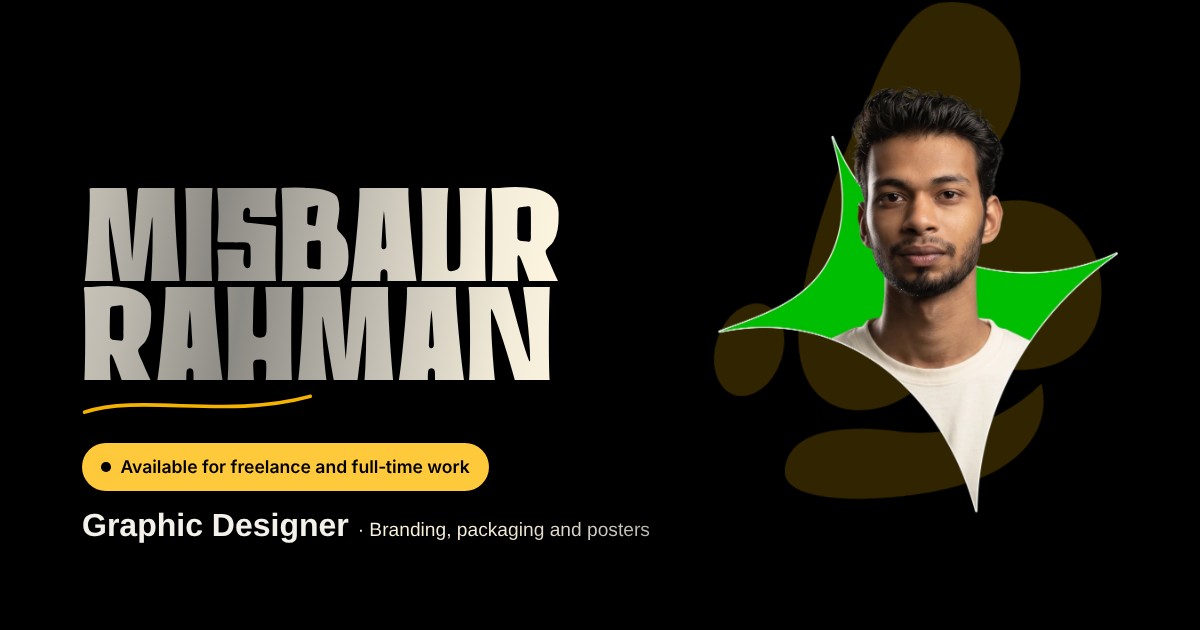 MISBAUR
RAHMAN
Available for freelance and full-time work
Graphic Designer · Branding, packaging and posters